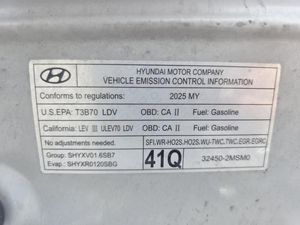 HYUNDAI MOTOR COMPANY
VEHICLE EMISSION CONTROL INFORMATION
Conforms to regulations: 2025 MY
U.S.EPA: T3B70 LDV OBD: CA II Fuel: Gasoline
California: LEV III ULEV70 LDV OBD: CA II Fuel: Gasoline
No adjustments needed. SFI,WR-HO2S,HO2S,WU-TWC,TWC,EGR,EGRC
Group: SHYXV01.6SB7
Evap.: SHYXR0120SBG
41Q 32450-2MSM0